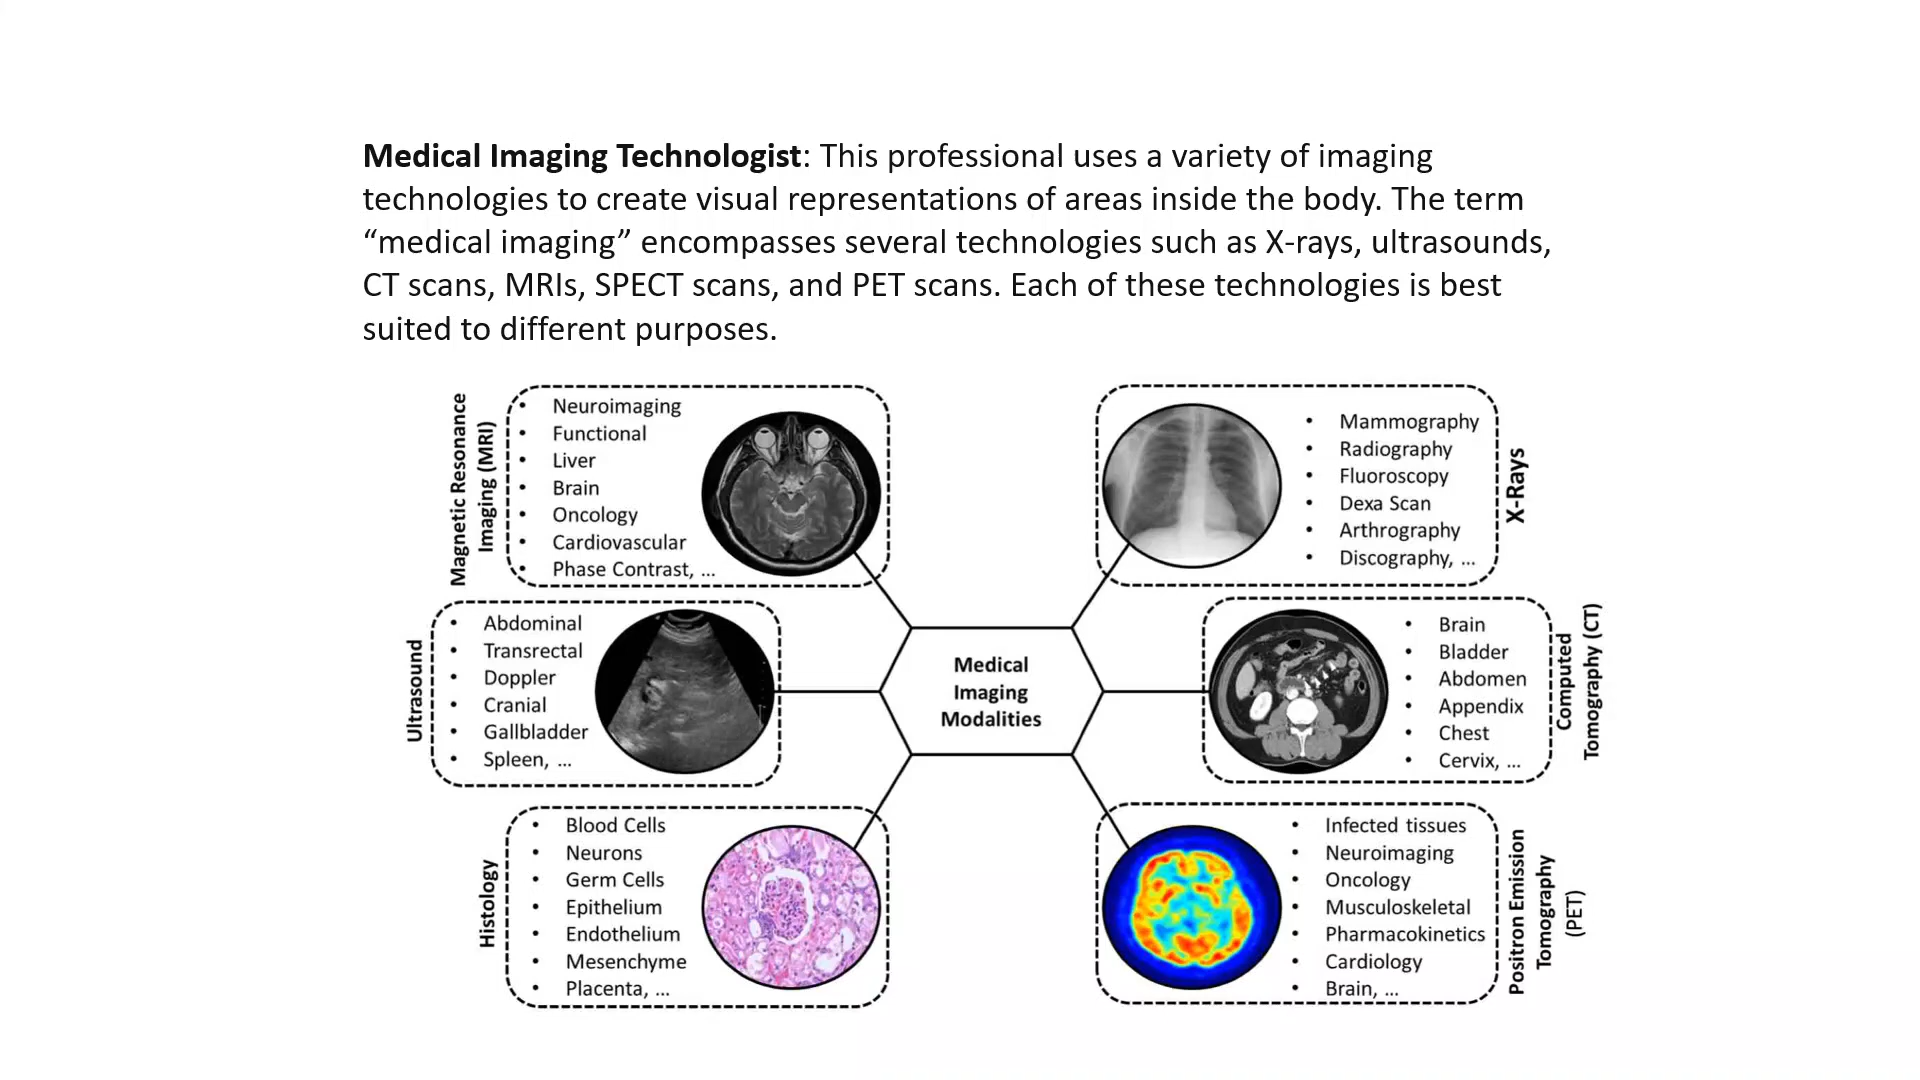 Medical Imaging Technologist: This professional uses a variety of imaging
technologies to create visual representations of areas inside the body. The term
“medical imaging” encompasses several technologies such as X-rays, ultrasounds,
CT scans, MRIs, SPECT scans, and PET scans. Each of these technologies is best
suited to different purposes.
Magnetic Resonance
Imaging (MRI)
• Neuroimaging
• Functional
• Liver
• Brain
• Oncology
• Cardiovascular
• Phase Contrast, ...
• Mammography
• Radiography
• Fluoroscopy
• Dexa Scan
• Arthrography
• Discography, ...
X-Rays
Ultrasound
• Abdominal
• Transrectal
• Doppler
• Cranial
• Gallbladder
• Spleen, ...
Medical
Imaging
Modalities
• Brain
• Bladder
• Abdomen
• Appendix
• Chest
• Cervix, ...
Computed
Tomography (CT)
Histology
• Blood Cells
• Neurons
• Germ Cells
• Epithelium
• Endothelium
• Mesenchyme
• Placenta, ...
• Infected tissues
• Neuroimaging
• Oncology
• Musculoskeletal
• Pharmacokinetics
• Cardiology
• Brain, ...
Positron Emission
Tomography
(PET)